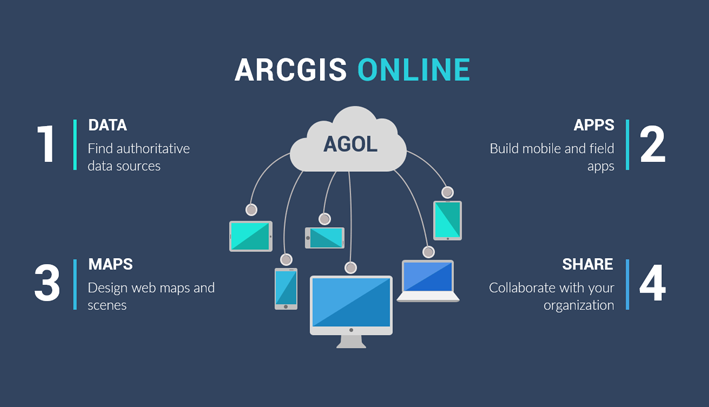 ARCGIS ONLINE
AGOL
1
DATA
Find authoritative
data sources
2
APPS
Build mobile and field
apps
3
MAPS
Design web maps and
scenes
4
SHARE
Collaborate with your
organization